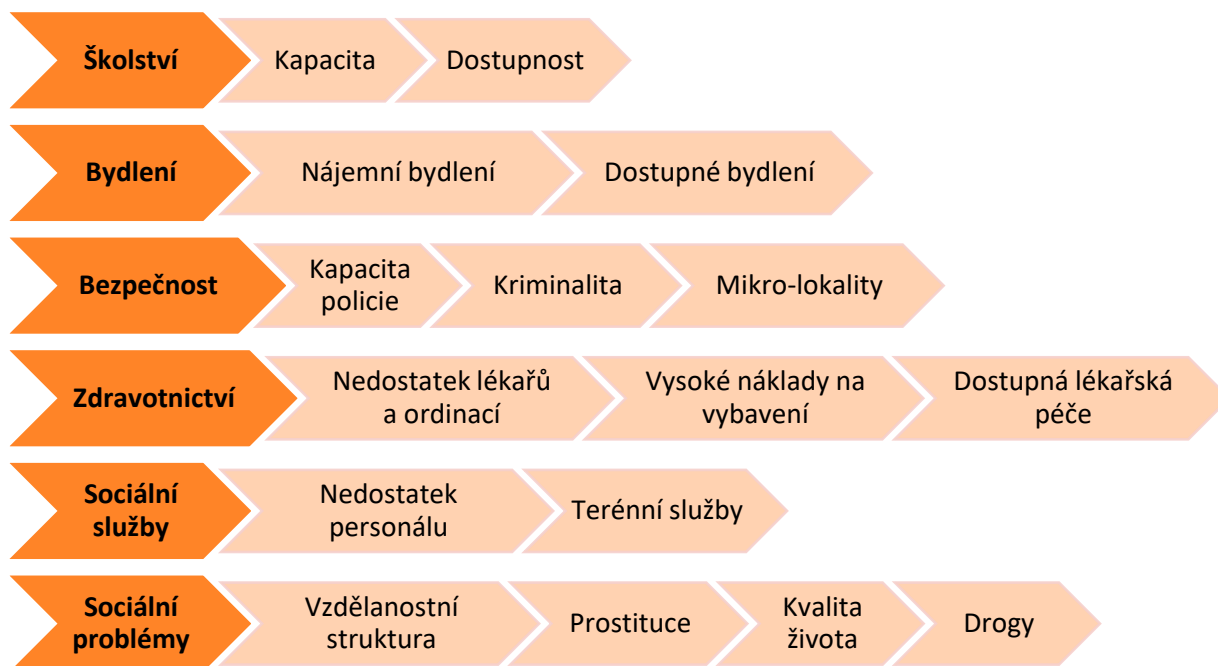 Školství
Kapacita
Dostupnost
Bydlení
Nájemní bydlení
Dostupné bydlení
Bezpečnost
Kapacita
policie
Kriminalita
Mikro-lokality
Zdravotnictví
Nedostatek lékařů
a ordinací
Vysoké náklady na
vybavení
Dostupná lékařská
péče
Sociální
služby
Nedostatek
personálu
Terénní služby
Sociální
problémy
Vzdělanostní
struktura
Prostituce
Kvalita
života
Drogy